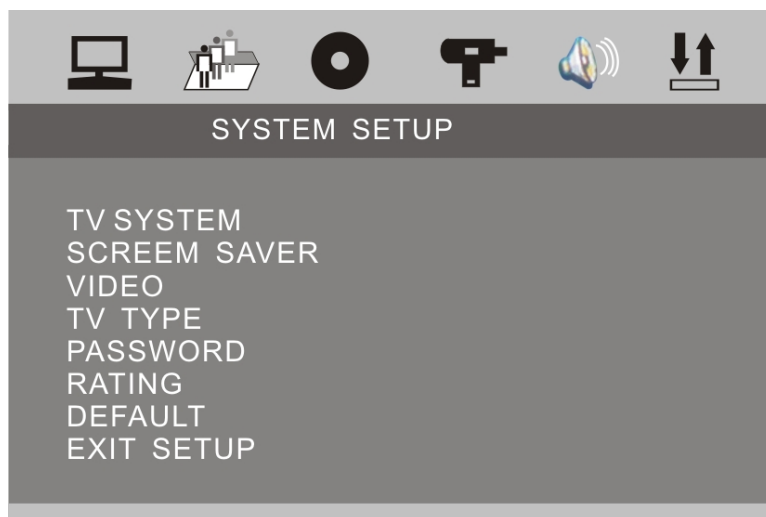 SYSTEM SETUP
TV SYSTEM
SCREEM SAVER
VIDEO
TV TYPE
PASSWORD
RATING
DEFAULT
EXIT SETUP